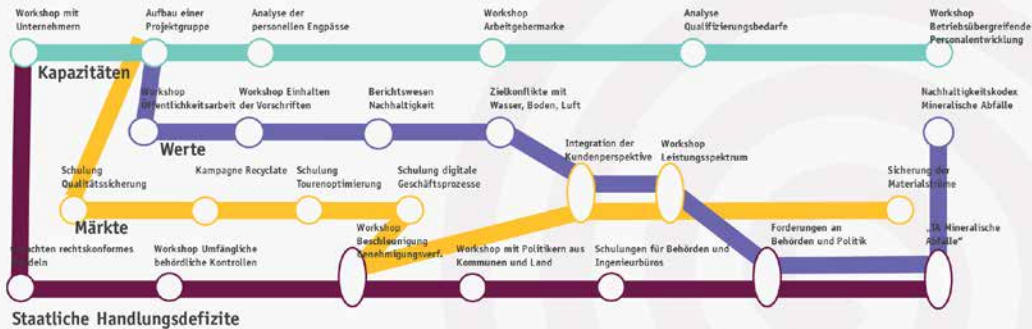 Workshop mit
Unternehmern
Aufbau einer
Projektgruppe
Analyse der
personellen Engpässe
Workshop
Arbeitgebermarke
Analyse
Qualifizierungsbedarfe
Workshop
Betriebsübergreifende
Personalentwicklung
Kapazitäten
Workshop
Öffentlichkeitsarbeit
Workshop Einhalten
der Vorschriften
Berichtswesen
Nachhaltigkeit
Zielkonflikte mit
Wasser, Boden, Luft
Nachhaltigkeitskodex
Mineralische Abfälle
Werte
Integration der
Kundenperspektive
Workshop
Leistungsspektrum
Schulung
Qualitätssicherung
Kampagne Recyclate
Schulung
Tourenoptimierung
Schulung digitale
Geschäftsprozesse
Sicherung der
Materialströme
Märkte
Workshop
Beschleunigung
Genehmigungsverf.
Forderungen an
Behörden und Politik
„TA Mineralische
Abfälle“
rechtskonformes
Workshop Umfängliche
behördliche Kontrollen
Workshop mit Politikern aus
Kommunen und Land
Schulungen für Behörden und
Ingenieurbüros
Staatliche Handlungsdefizite